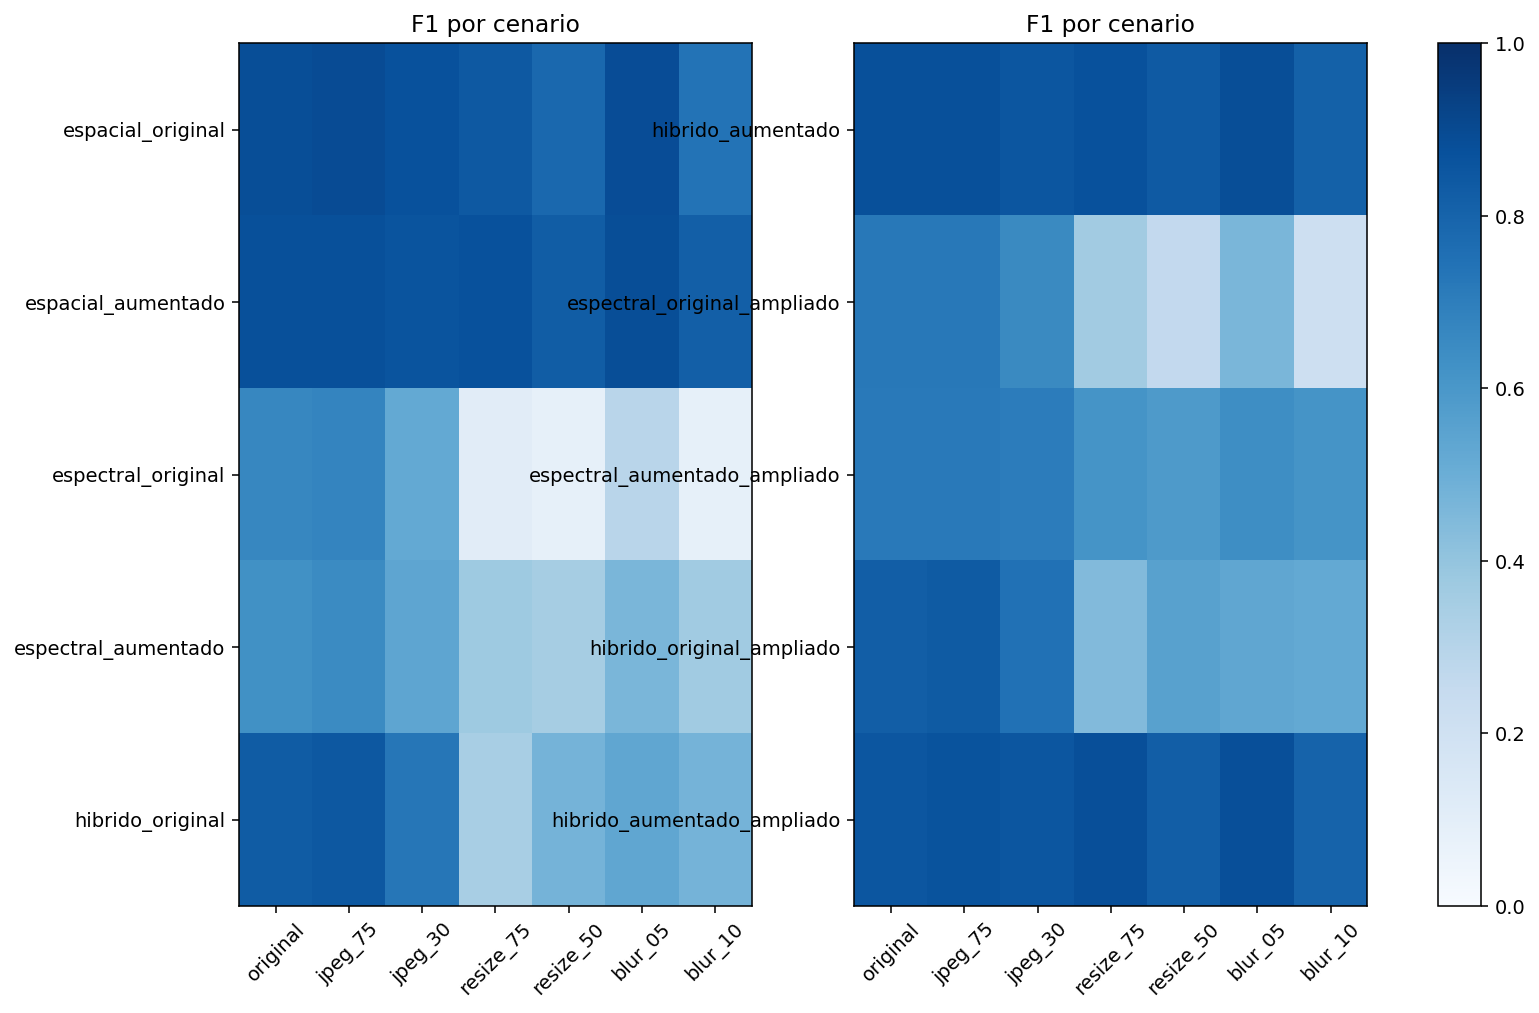 F1 por cenario
espacial_original
espacial_aumentado
espectral_original
espectral_aumentado
hibrido_original
original
jpeg_75
jpeg_30
resize_75
resize_50
blur_05
blur_10
F1 por cenario
hibrido_aumentado
espectral_original_ampliado
espectral_aumentado_ampliado
hibrido_original_ampliado
hibrido_aumentado_ampliado
original
jpeg_75
jpeg_30
resize_75
resize_50
blur_05
blur_10
1.0
0.8
0.6
0.4
0.2
0.0